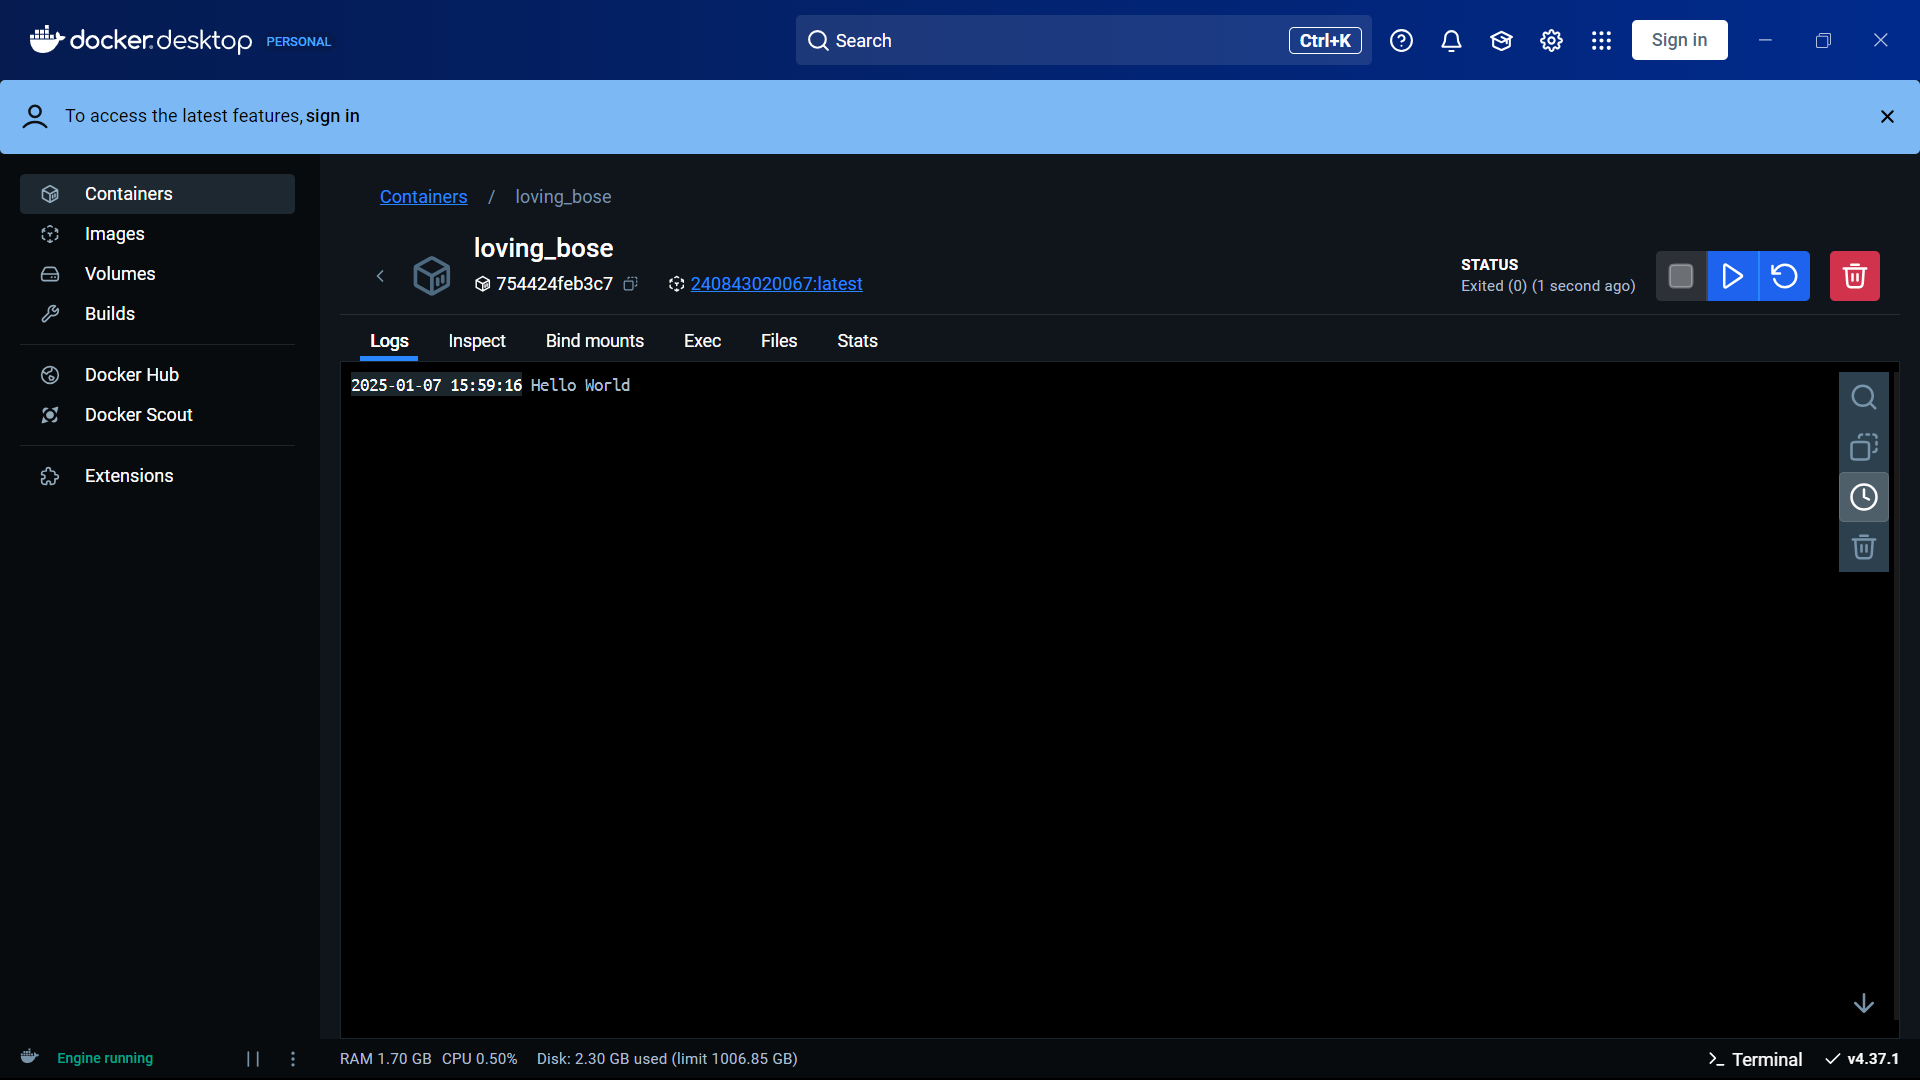 docker.desktop PERSONAL
Search
Ctrl+K
Sign in
To access the latest features, sign in
Containers
Images
Volumes
Builds
Docker Hub
Docker Scout
Extensions
Containers / loving_bose
loving_bose
754424feb3c7
240843020067:latest
STATUS
Exited (0) (1 second ago)
Logs Inspect Bind mounts Exec Files Stats
2025-01-07 15:59:16 Hello World
Engine running
RAM 1.70 GB CPU 0.50% Disk: 2.30 GB used (limit 1006.85 GB)
Terminal
v4.37.1